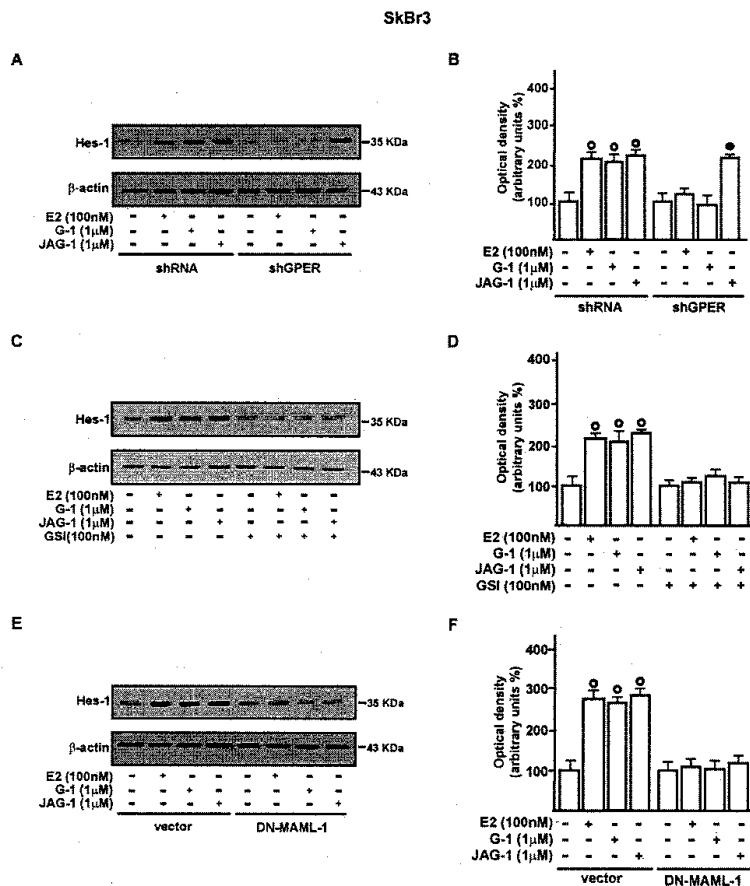 SkBr3
A
Hes-1
35 KDa
β-actin
43 KDa
E2 (100nM) - + - - - + - -
G-1 (1μM) - - + - - - + -
JAG-1 (1μM) - - - + - - - +
shRNA shGPER
B
Optical density
(arbitrary units %)
400
300
200
100
E2 (100nM) - + - - - + - -
G-1 (1μM) - - + - - - + -
JAG-1 (1μM) - - - + - - - +
shRNA shGPER
C
Hes-1
35 KDa
β-actin
43 KDa
E2 (100nM) - + - - - + - -
G-1 (1μM) - - + - - - + -
JAG-1 (1μM) - - - + - - - +
GSI(100nM) - - - - + + + +
D
Optical density
(arbitrary units %)
400
300
200
100
E2 (100nM) - + - - - + - -
G-1 (1μM) - - + - - - + -
JAG-1 (1μM) - - - + - - - +
GSI (100nM) - - - - + + + +
E
Hes-1
35 KDa
β-actin
43 KDa
E2 (100nM) - + - - - + - -
G-1 (1μM) - - + - - - + -
JAG-1 (1μM) - - - + - - - +
vector DN-MAML-1
F
Optical density
(arbitrary units %)
400
300
200
100
E2 (100nM) - + - - - + - -
G-1 (1μM) - - + - - - + -
JAG-1 (1μM) - - - + - - - +
vector DN-MAML-1